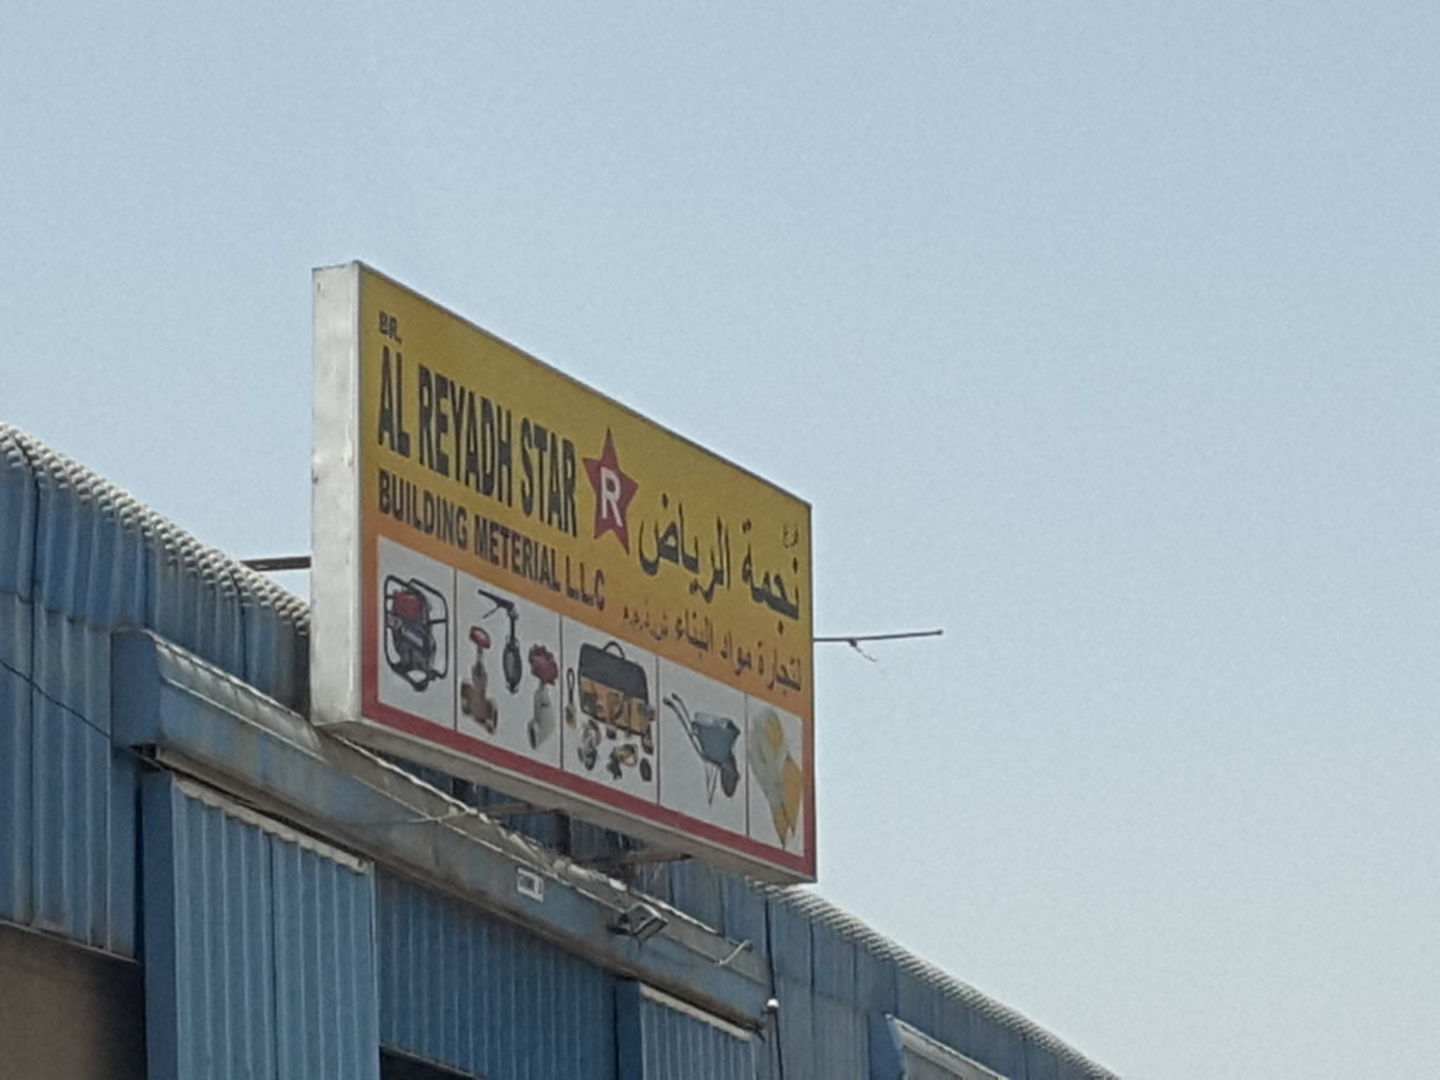 BR.
AL REYADH STAR
BUILDING METERIAL L.L.C
R
فرع
نجمة الرياض
لتجارة مواد البناء ش.ذ.م.م